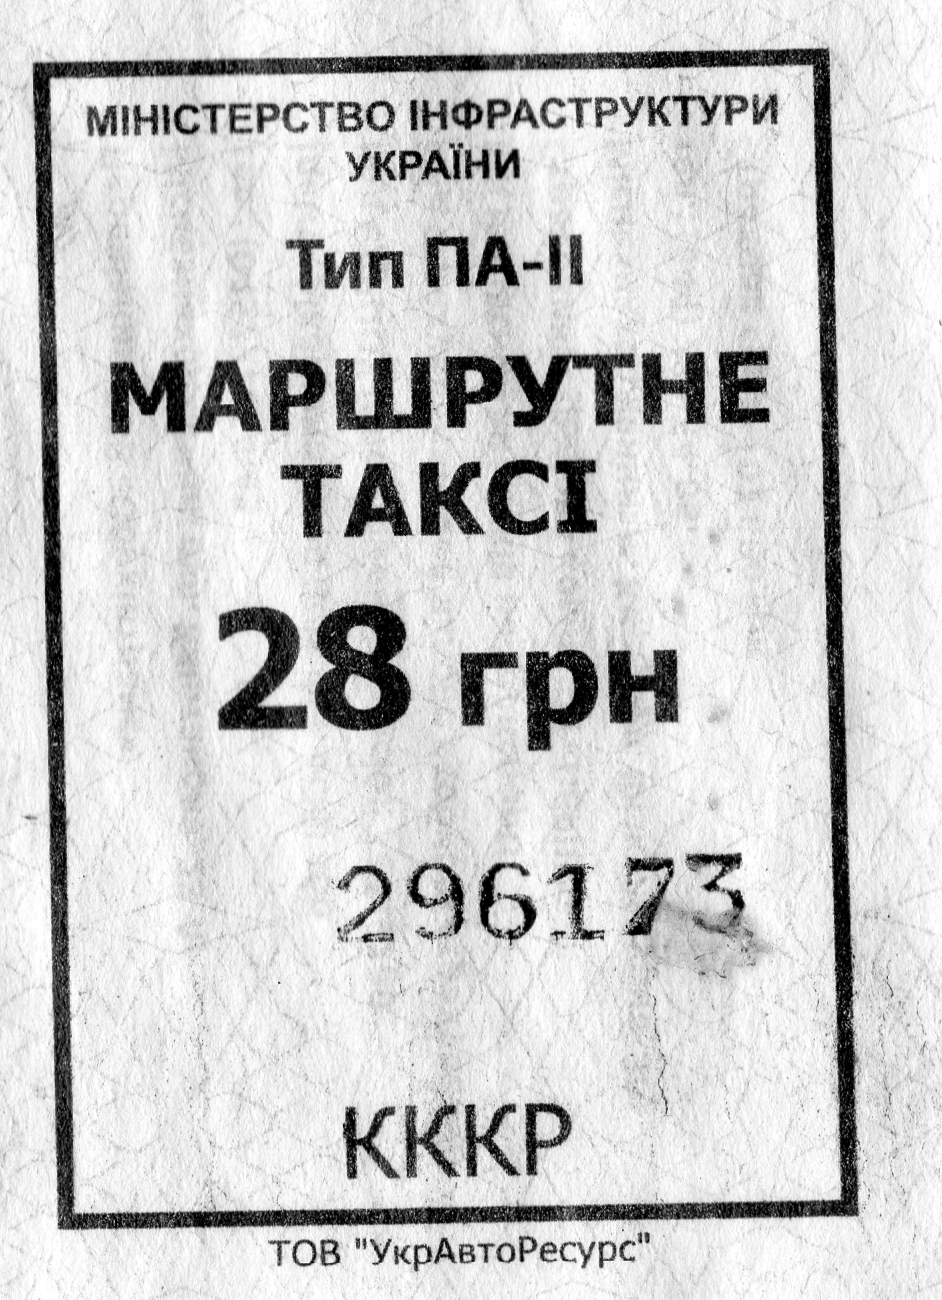 МІНІСТЕРСТВО ІНФРАСТРУКТУРИ
УКРАЇНИ
Тип ПА-ІІ
МАРШРУТНЕ
ТАКСІ
28 грн
296173
КККР
ТОВ "УкрАвтоРесурс"